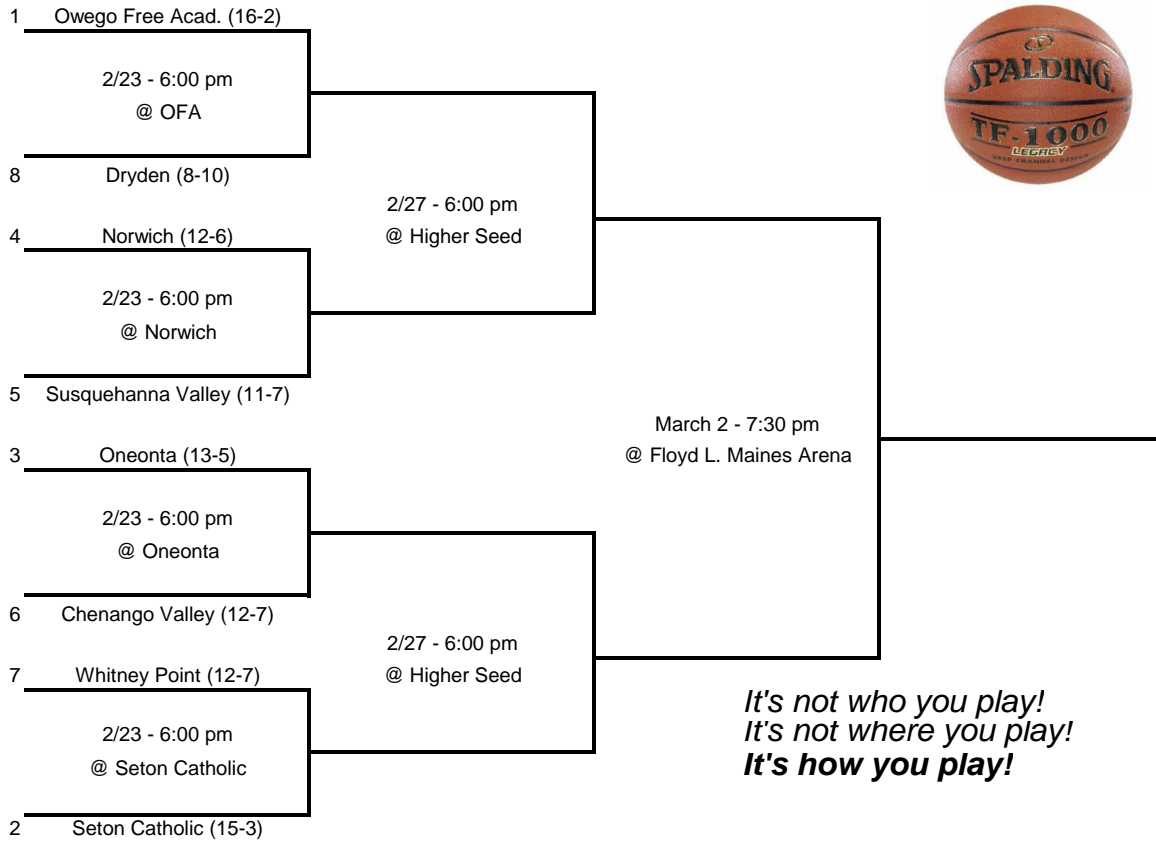 1 Owego Free Acad. (16-2)
2/23 - 6:00 pm
@ OFA
8 Dryden (8-10)
2/27 - 6:00 pm
@ Higher Seed
4 Norwich (12-6)
2/23 - 6:00 pm
@ Norwich
5 Susquehanna Valley (11-7)
March 2 - 7:30 pm
@ Floyd L. Maines Arena
3 Oneonta (13-5)
2/23 - 6:00 pm
@ Oneonta
6 Chenango Valley (12-7)
2/27 - 6:00 pm
@ Higher Seed
7 Whitney Point (12-7)
2/23 - 6:00 pm
@ Seton Catholic
2 Seton Catholic (15-3)
SPALDING
TF-1000
LEGACY
DEEP CHANNEL DESIGN
It's not who you play!
It's not where you play!
It's how you play!